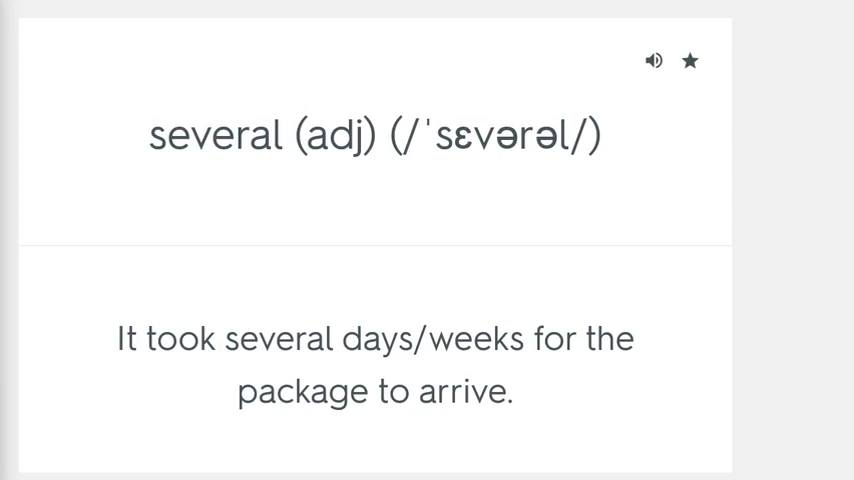 several (adj) (/ˈsɛvərəl/)
It took several days/weeks for the
package to arrive.